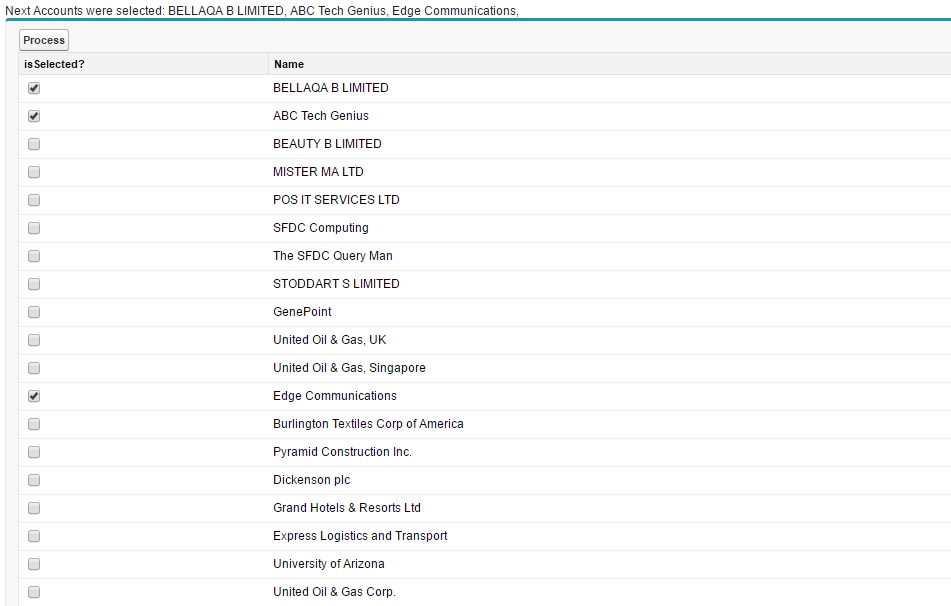 Next Accounts were selected: BELLAQA B LIMITED, ABC Tech Genius, Edge Communications,
Process
isSelected? Name
BELLAQA B LIMITED
ABC Tech Genius
BEAUTY B LIMITED
MISTER MA LTD
POS IT SERVICES LTD
SFDC Computing
The SFDC Query Man
STODDART S LIMITED
GenePoint
United Oil & Gas, UK
United Oil & Gas, Singapore
Edge Communications
Burlington Textiles Corp of America
Pyramid Construction Inc.
Dickenson plc
Grand Hotels & Resorts Ltd
Express Logistics and Transport
University of Arizona
United Oil & Gas Corp.